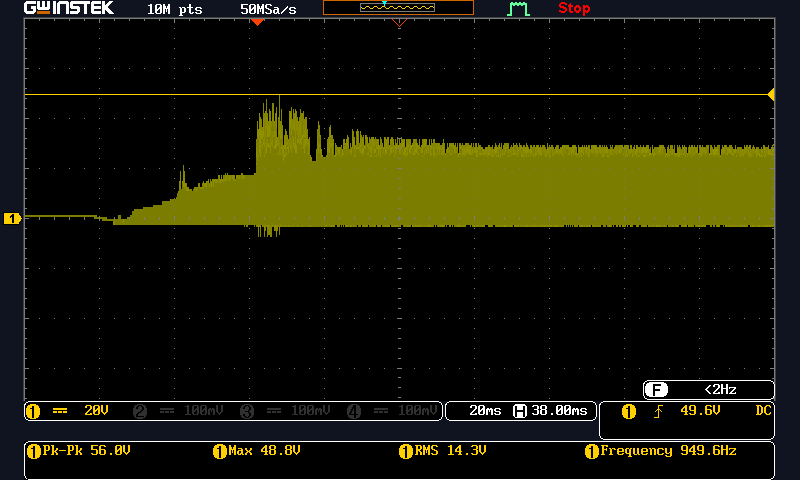 GWINSTEK 10M pts 50MSa/s Stop
1
F <2Hz
1 20V 2 100mV 3 100mV 4 100mV 20ms H 38.00ms 1 49.6V DC
1 Pk-Pk 56.0V 1 Max 48.8V 1 RMS 14.3V 1 Frequency 949.6Hz